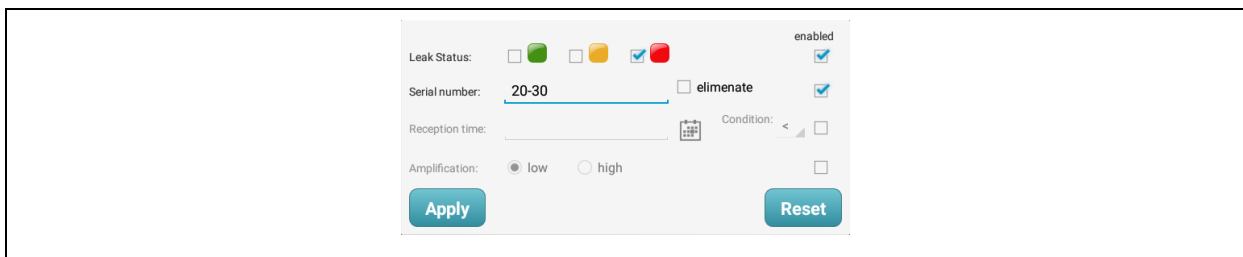 enabled
Leak Status:
Serial number: 20-30 elimenate
Reception time: Condition: <
Amplification: low high
Apply Reset